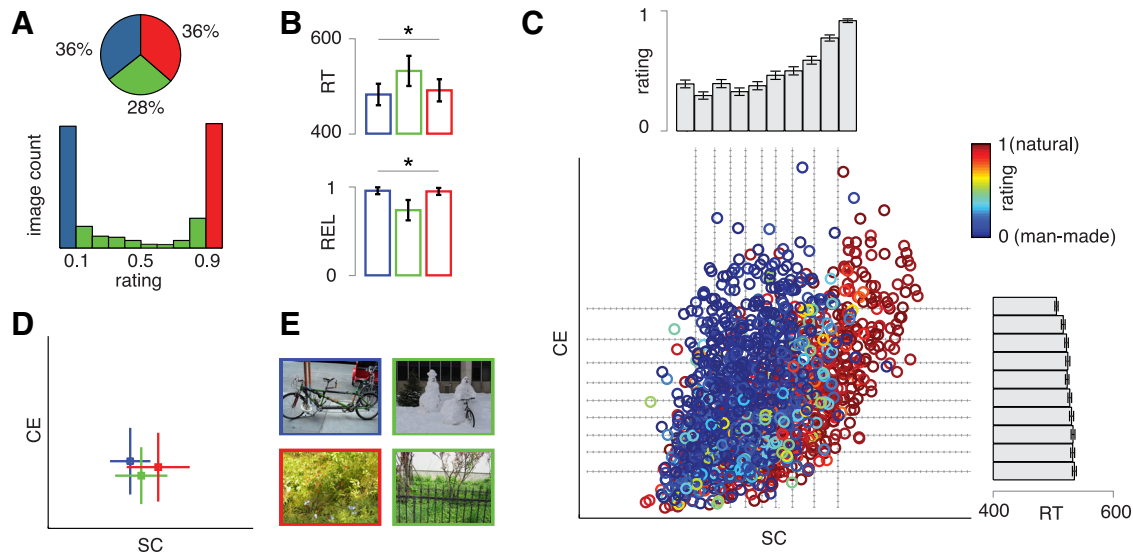 A
36%
36%
28%
image count
0.1
0.5
0.9
rating
B
600
RT
400
*
1
REL
0
*
C
1
rating
0
1 (natural)
rating
0 (man-made)
CE
SC
400
RT
600
D
CE
SC
E